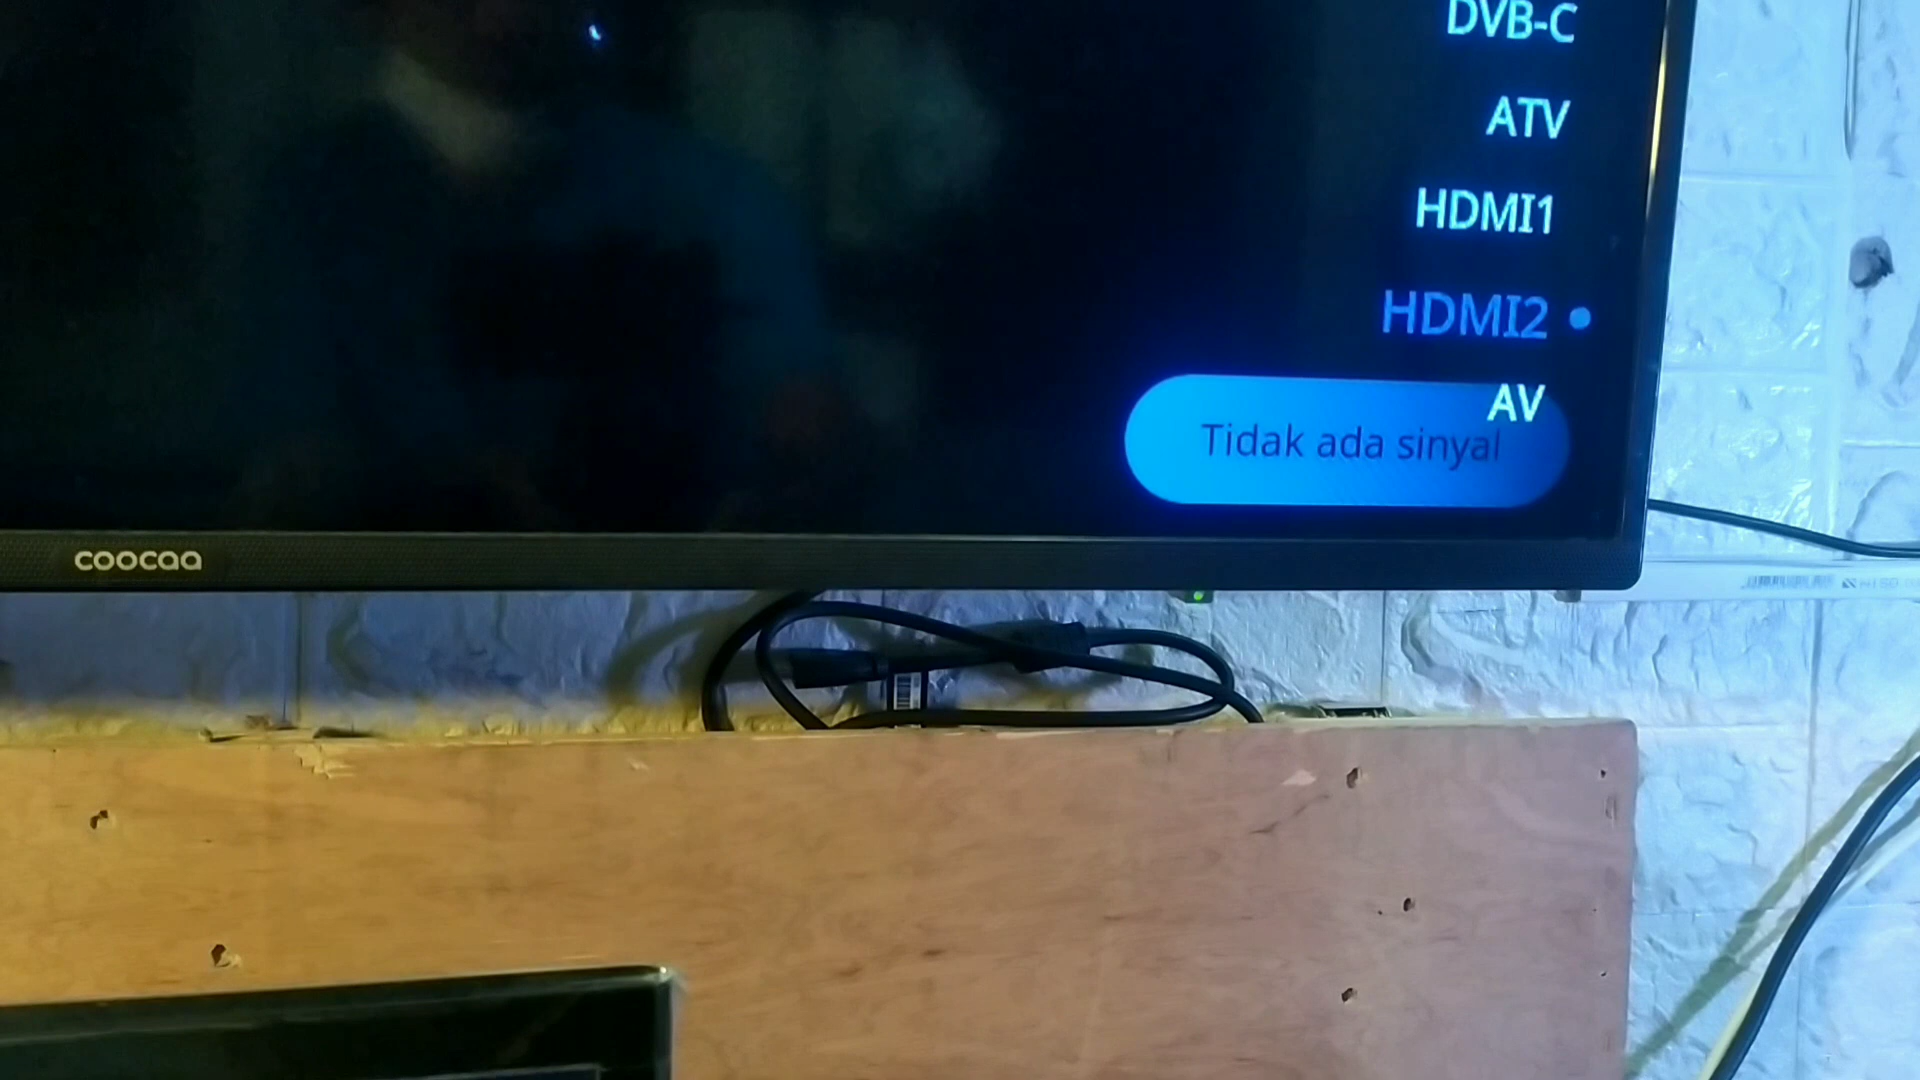 DVB-C
ATV
HDMI1
HDMI2
AV
Tidak ada sinyal
coocaa